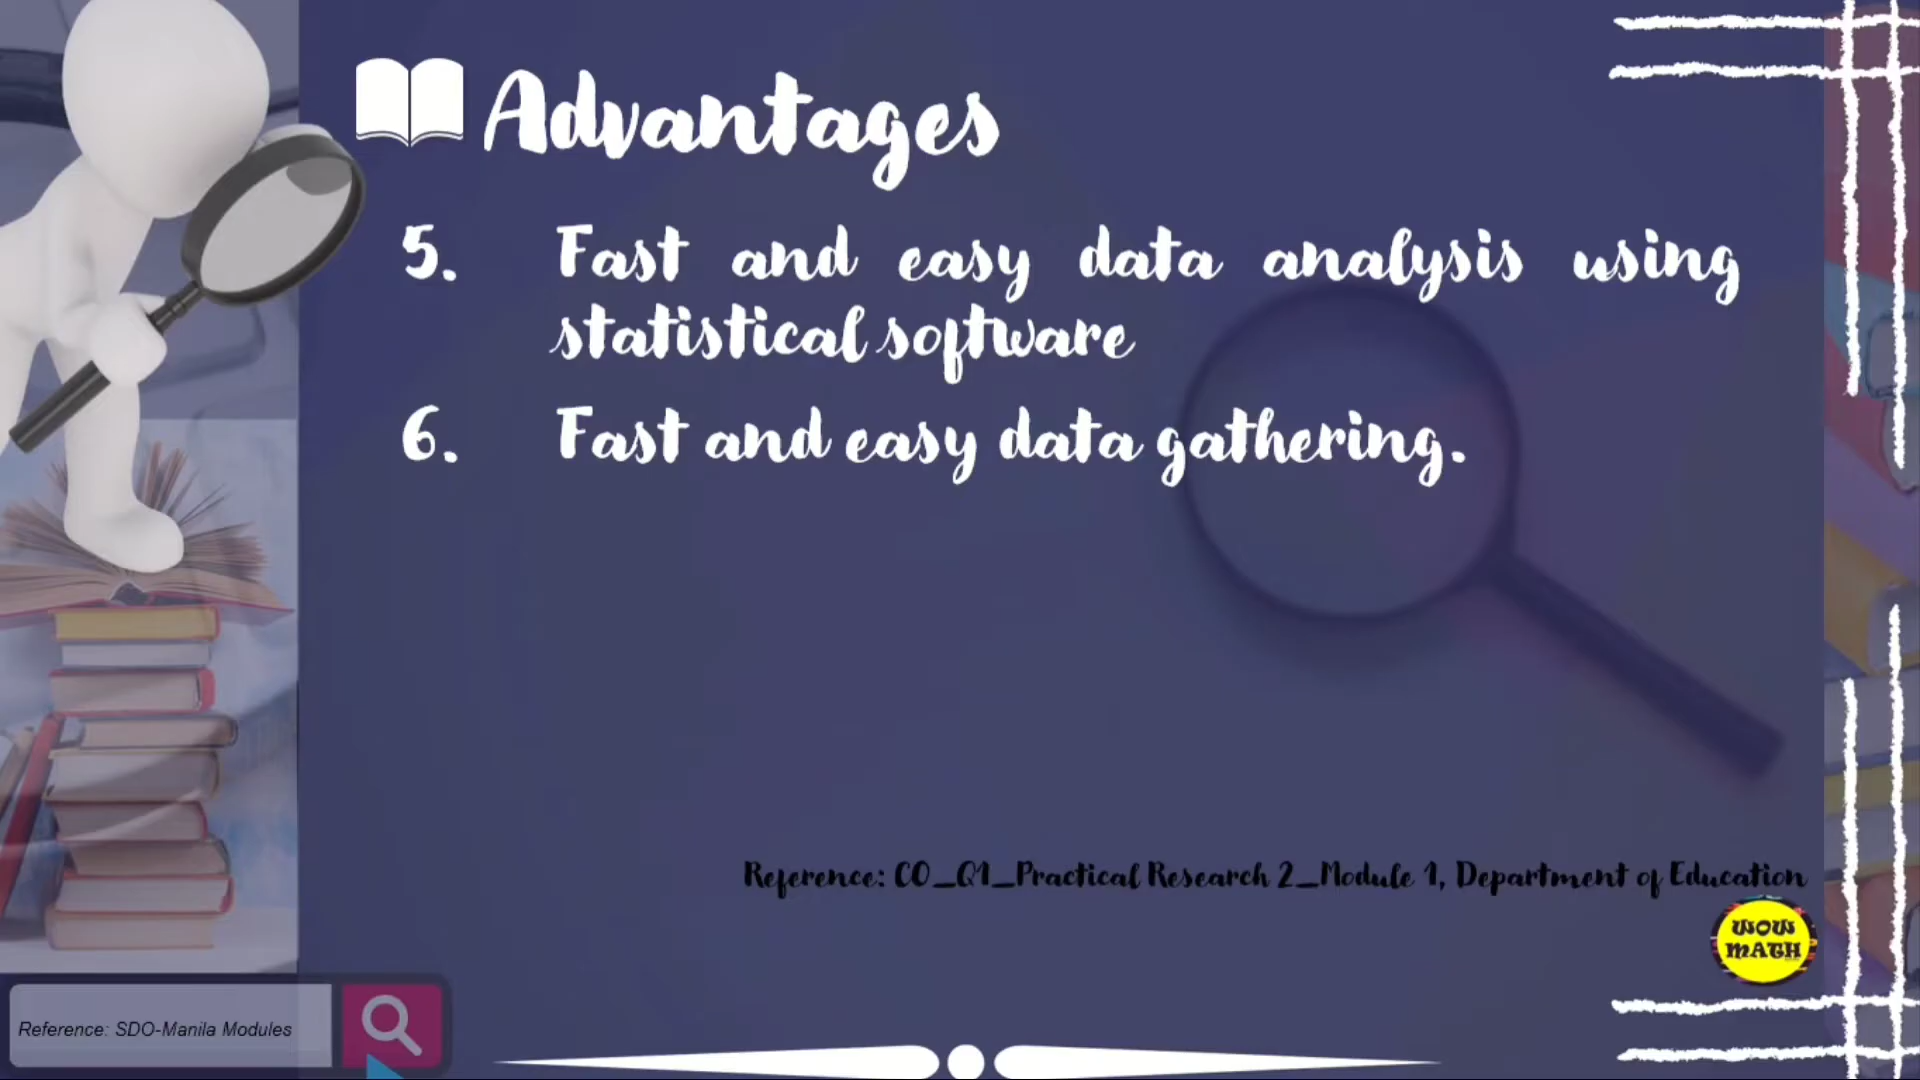 Advantages
5. Fast and easy data analysis using
statistical software
6. Fast and easy data gathering.
Reference: CO_Q1_Practical Research 2_Module 1, Department of Education
WOW
MATH
Reference: SDO-Manila Modules